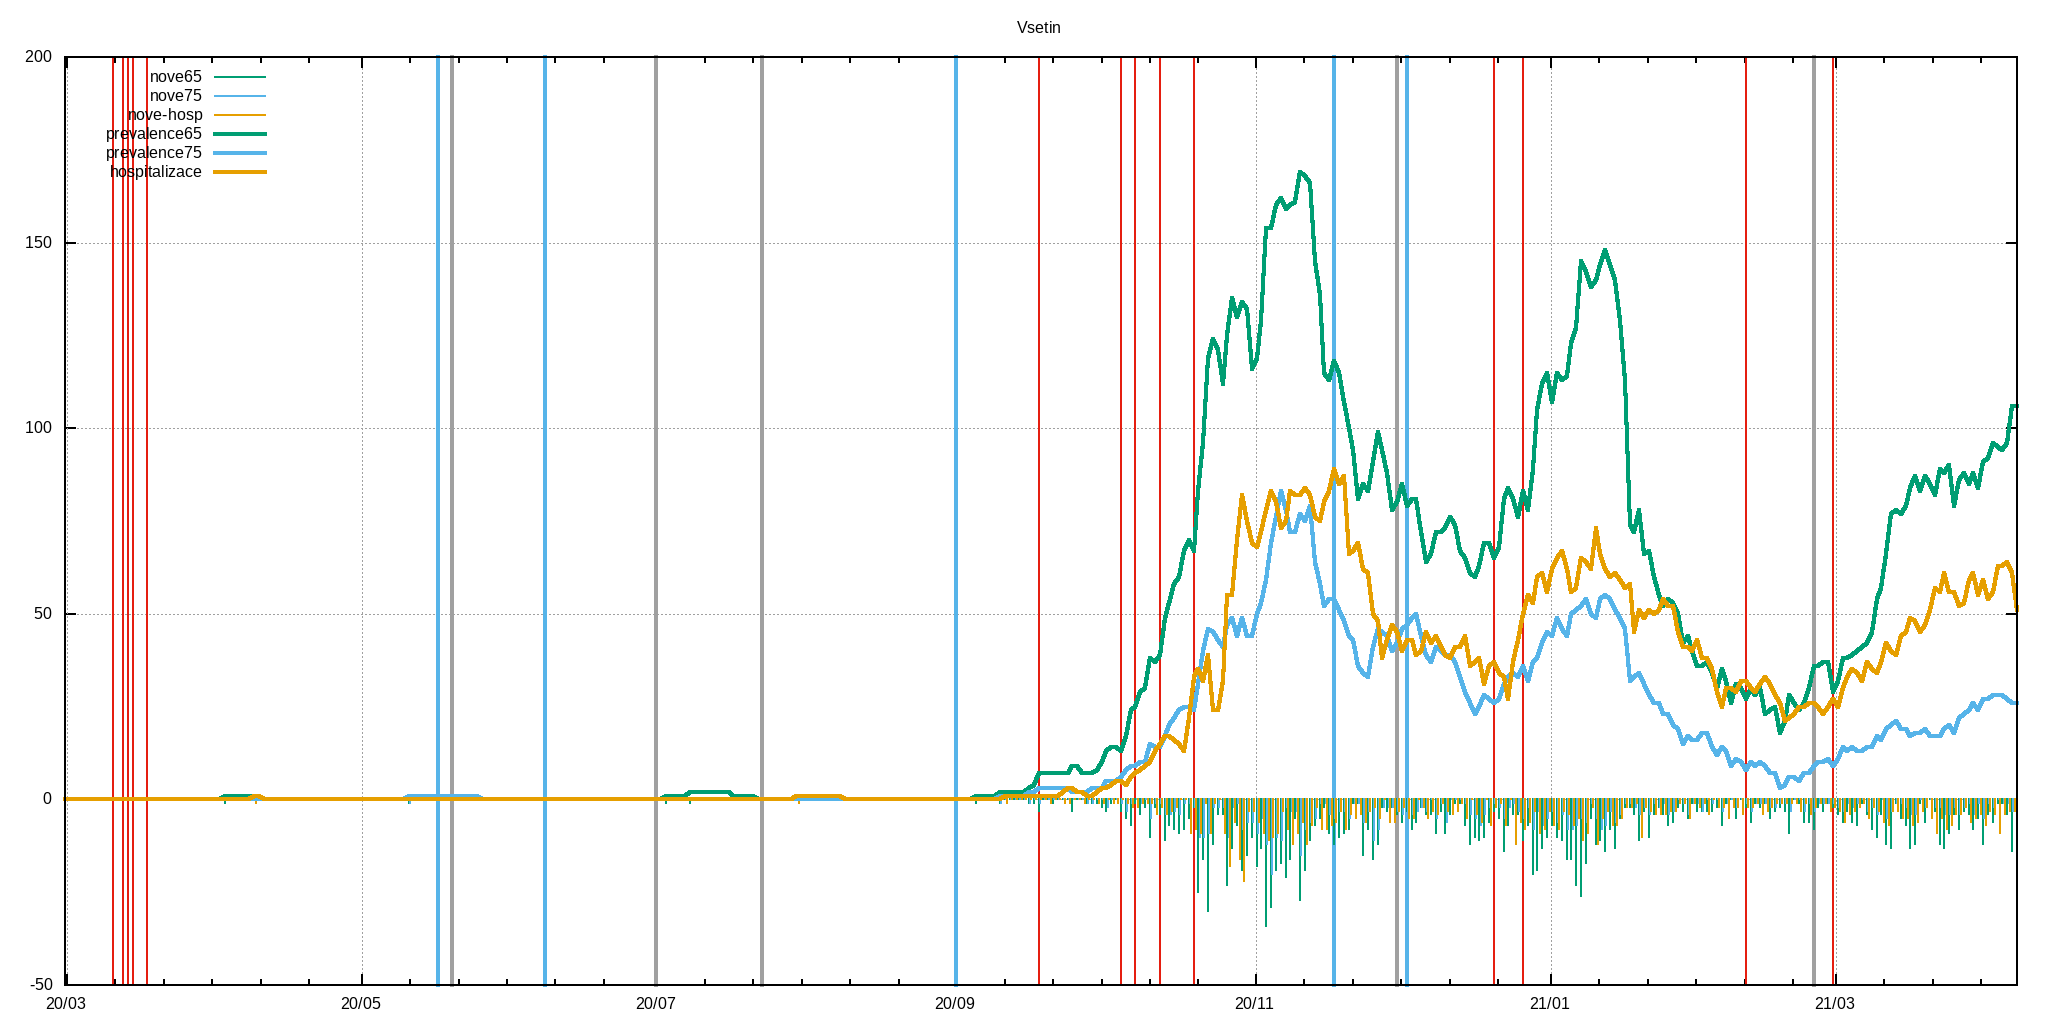 Vsetin
200
nove65
nove75
nove-hosp
prevalence65
prevalence75
hospitalizace
150
100
50
0
-50
20/03 20/05 20/07 20/09 20/11 21/01 21/03